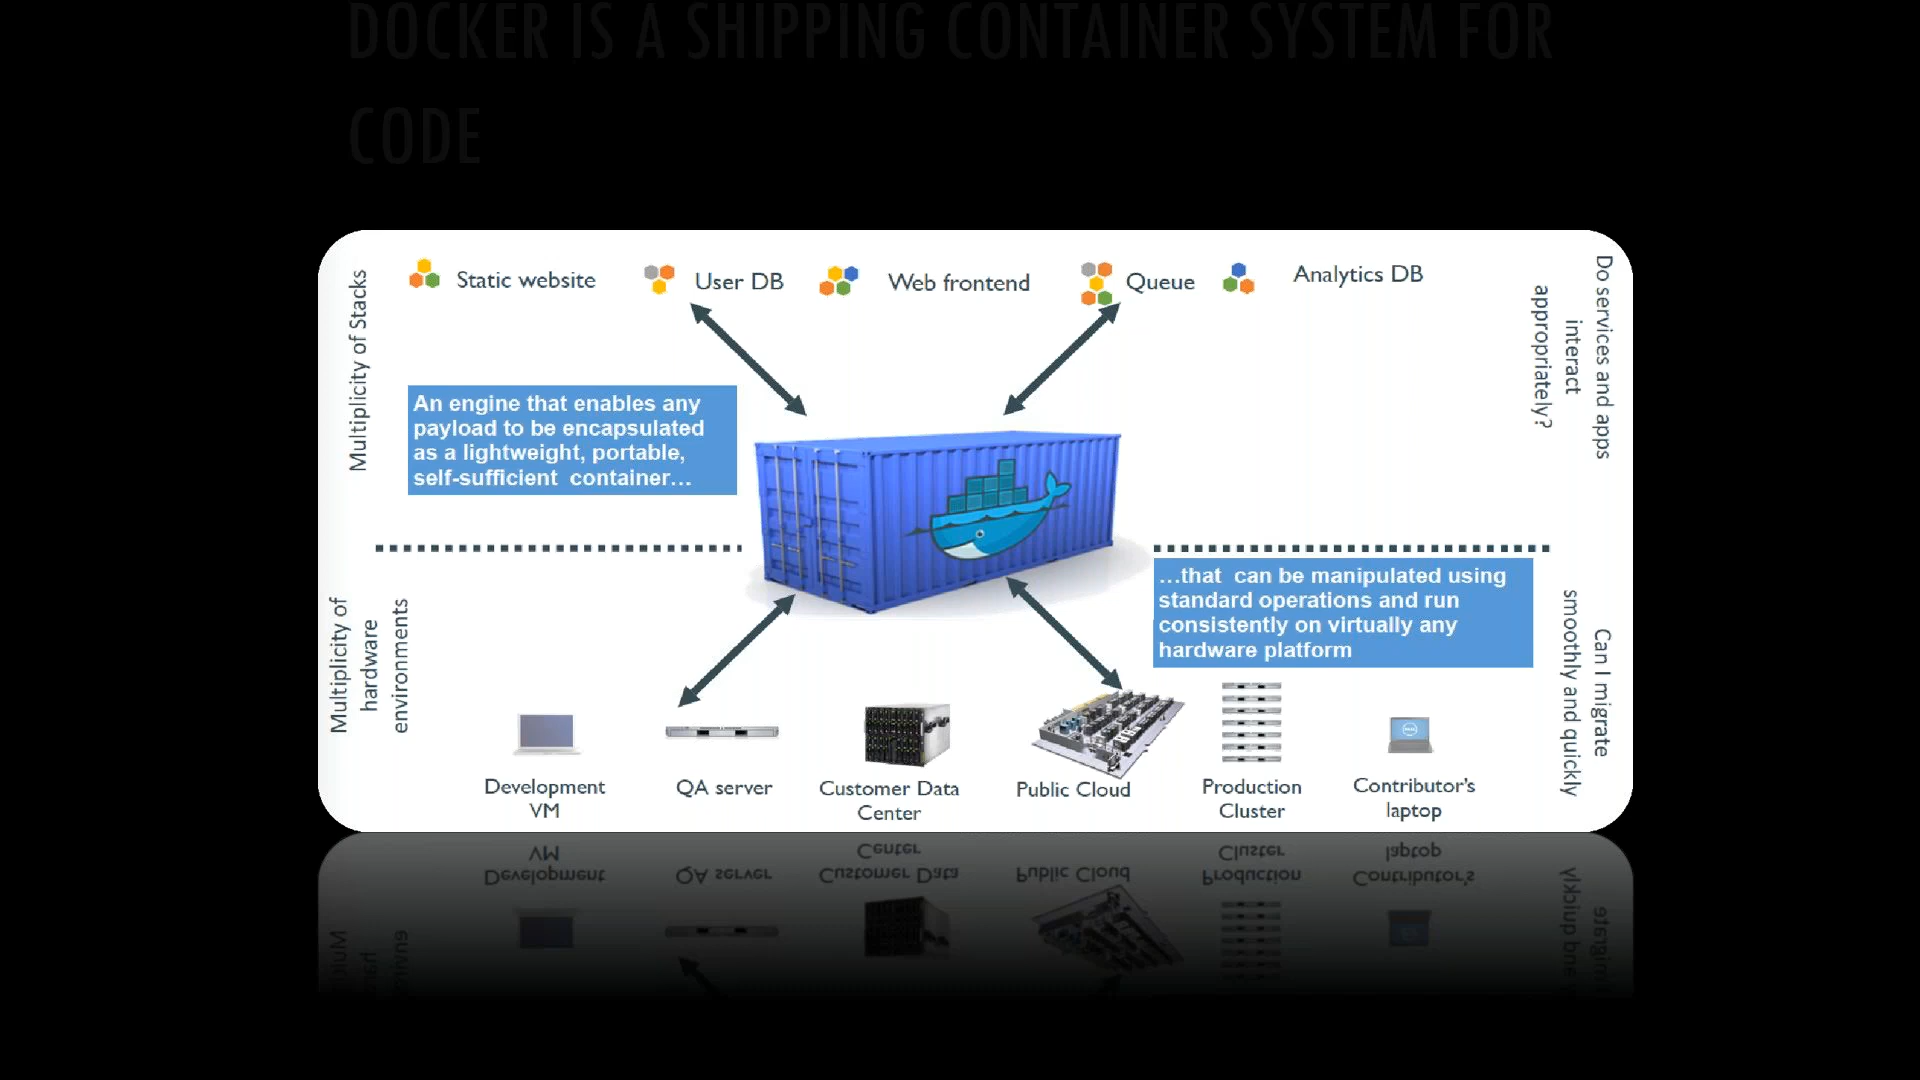 DOCKER IS A SHIPPING CONTAINER SYSTEM FOR
CODE
Multiplicity of Stacks
Static website
User DB
Web frontend
Queue
Analytics DB
Do services and apps
interact
appropriately?
An engine that enables any
payload to be encapsulated
as a lightweight, portable,
self-sufficient container...
...that can be manipulated using
standard operations and run
consistently on virtually any
hardware platform
Multiplicity of
hardware
environments
Can I migrate
smoothly and quickly
Development
VM
QA server
Customer Data
Center
Public Cloud
Production
Cluster
Contributor's
laptop